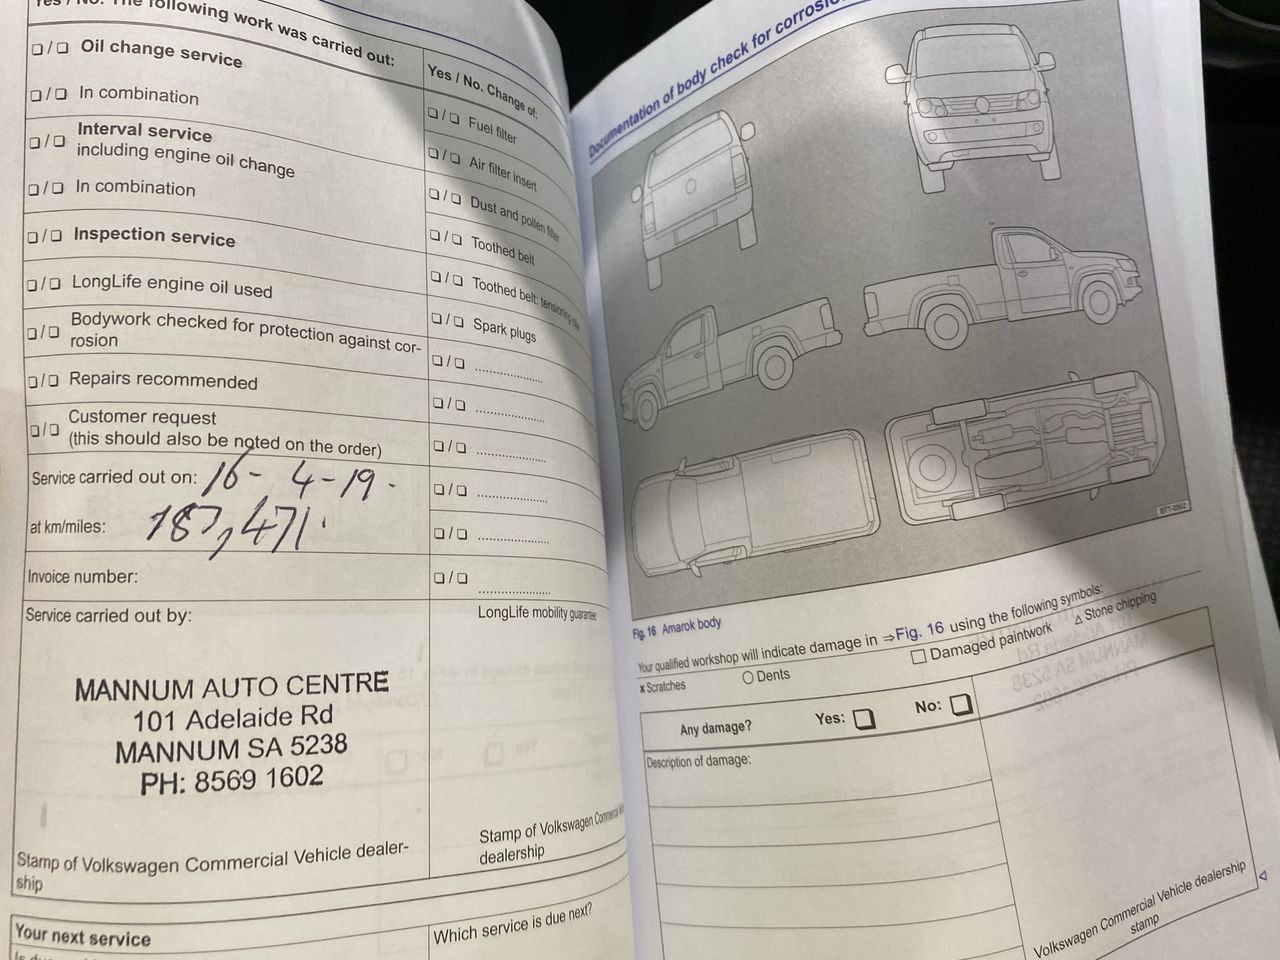 following work was carried out:
❏ / ❏ Oil change service
❏ / ❏ In combination
❏ / ❏ Interval service
including engine oil change
❏ / ❏ In combination
❏ / ❏ Inspection service
❏ / ❏ LongLife engine oil used
❏ / ❏ Bodywork checked for protection against cor-
rosion
❏ / ❏ Repairs recommended
❏ / ❏ Customer request
(this should also be noted on the order)
Service carried out on: 16 - 4 - 19 -
at km/miles: 187,471.
Invoice number:
Service carried out by:
MANNUM AUTO CENTRE
101 Adelaide Rd
MANNUM SA 5238
PH: 8569 1602
Stamp of Volkswagen Commercial Vehicle dealer-
ship
Your next service
Yes / No. Change of:
❏ / ❏ Fuel filter
❏ / ❏ Air filter insert
❏ / ❏ Dust and pollen filter
❏ / ❏ Toothed belt
❏ / ❏ Toothed belt: tensioning
❏ / ❏ Spark plugs
❏ / ❏ ......................
❏ / ❏ ......................
❏ / ❏ ......................
❏ / ❏ ......................
❏ / ❏ ......................
❏ / ❏ ......................
LongLife mobility guarantee
Stamp of Volkswagen Commercial
dealership
Which service is due next?
Documentation of body check for corrosion
BTT-0502
Fig. 16 Amarok body
Your qualified workshop will indicate damage in ⇒ Fig. 16 using the following symbols:
x Scratches ○ Dents □ Damaged paintwork △ Stone chipping
Any damage? Yes: ❏ No: ❏
Description of damage:
Volkswagen Commercial Vehicle dealership
stamp